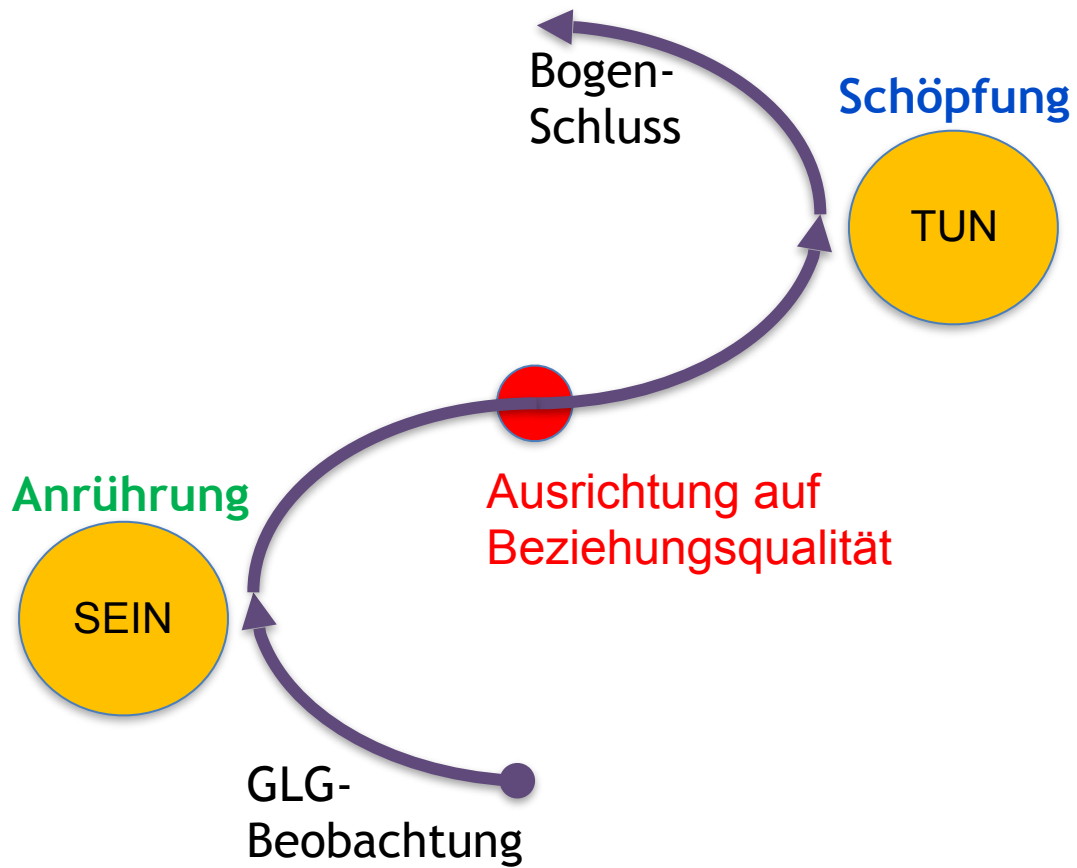 Bogen-
Schluss
Schöpfung
TUN
Ausrichtung auf
Beziehungsqualität
Anrührung
SEIN
GLG-
Beobachtung